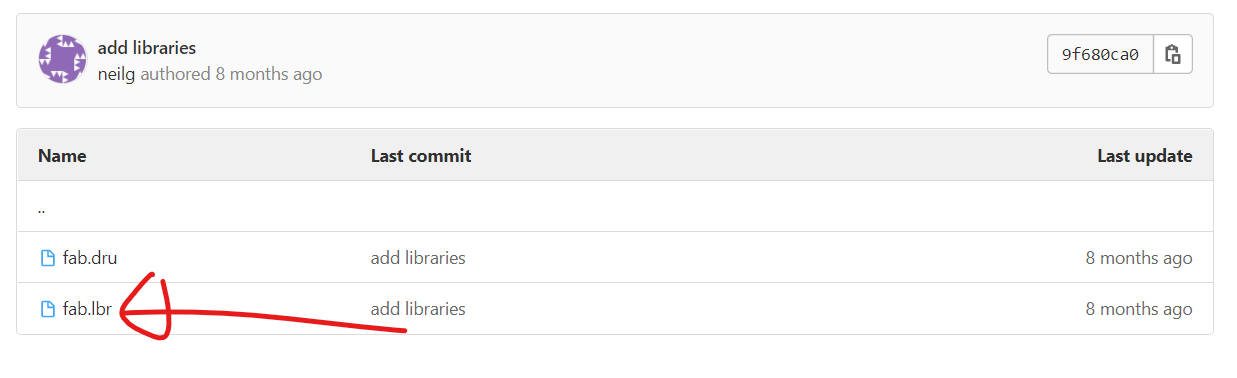 add libraries
neilg authored 8 months ago
9f680ca0
Name Last commit Last update
..
fab.dru add libraries 8 months ago
fab.lbr add libraries 8 months ago